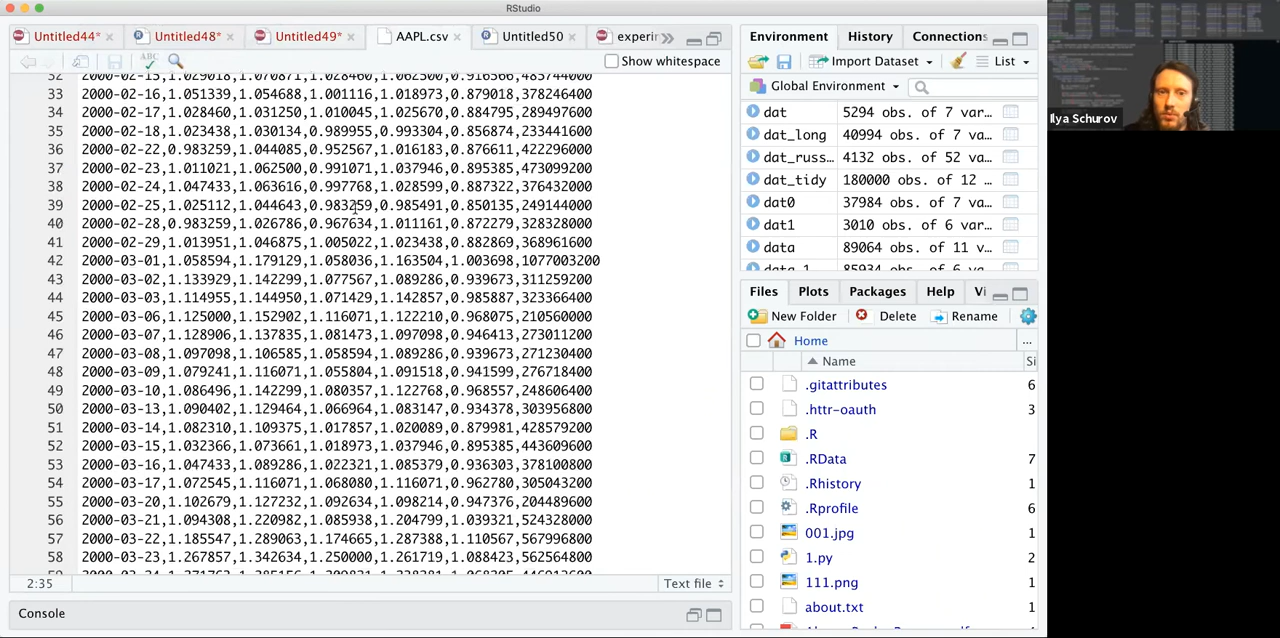 RStudio
Untitled44* × Untitled48* × Untitled49* × AAPL.csv × Untitled50 × experir »
ABC Show whitespace
33 2000-02-16,1.051339,1.054688,1.001116,1.018973,0.879019,
34 2000-02-17,1.028460,1.031250,1.010045,
35 2000-02-18,1.023438,1.030134,0.989955,0.993304,0.856874,233441600
36 2000-02-22,0.983259,1.044085,0.952567,1.016183,0.876611,422296000
37 2000-02-23,1.011021,1.062500,0.991071,1.037946,0.895385,473099200
38 2000-02-24,1.047433,1.063616,0.997768,1.028599,0.887322,376432000
39 2000-02-25,1.025112,1.044643,0.983259,0.985491,0.850135,249144000
40 2000-02-28,0.983259,1.026786,0.967634,1.011161,0.872279,328328000
41 2000-02-29,1.013951,1.046875,1.005022,1.023438,0.882869,368961600
42 2000-03-01,1.058594,1.179129,1.058036,1.163504,1.003698,1077003200
43 2000-03-02,1.133929,1.142299,1.077567,1.089286,0.939673,311259200
44 2000-03-03,1.114955,1.144950,1.071429,1.142857,0.985887,323366400
45 2000-03-06,1.125000,1.152902,1.116071,1.122210,0.968075,210560000
46 2000-03-07,1.128906,1.137835,1.091473,1.097098,0.946413,273011200
47 2000-03-08,1.097098,1.106585,1.058594,1.089286,0.939673,271230400
48 2000-03-09,1.079241,1.116071,1.055804,1.091518,0.941599,276718400
49 2000-03-10,1.086496,1.142299,1.080357,1.122768,0.968557,248606400
50 2000-03-13,1.090402,1.129464,1.066964,1.083147,0.934378,303956800
51 2000-03-14,1.082310,1.109375,1.017857,1.020089,0.879981,428579200
52 2000-03-15,1.032366,1.073661,1.018973,1.037946,0.895385,443609600
53 2000-03-16,1.047433,1.089286,1.022321,1.085379,0.936303,378100800
54 2000-03-17,1.072545,1.116071,1.068080,1.116071,0.962780,305043200
55 2000-03-20,1.102679,1.127232,1.092634,1.098214,0.947376,204489600
56 2000-03-21,1.094308,1.220982,1.085938,1.204799,1.039321,524328000
57 2000-03-22,1.185547,1.289063,1.174665,1.287388,1.110567,567996800
58 2000-03-23,1.267857,1.342634,1.250000,1.261719,1.088423,562564800
2:35 Text file
Console
Environment History Connections
Import Dataset List
Global Environment
dat 5294 obs. of 7 var…
dat_long 40994 obs. of 7 va…
dat_russ… 4132 obs. of 52 var…
dat_tidy 180000 obs. of 12 …
dat0 37984 obs. of 7 va…
dat1 3010 obs. of 6 var…
data 89064 obs. of 11 v…
Files Plots Packages Help Vi
New Folder Delete Rename
Home …
Name Si
.gitattributes 6
.httr-oauth 3
.R
.RData 7
.Rhistory 1
.Rprofile 6
001.jpg 1
1.py 2
111.png 1
about.txt 1
Ilya Schurov